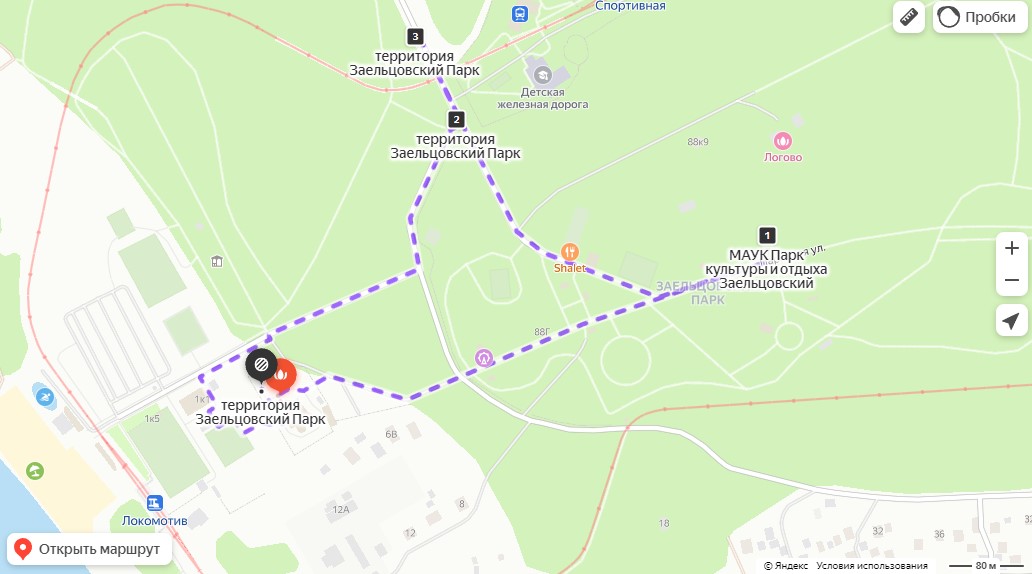 Спортивная
Пробки
3
территория
Заельцовский Парк
Детская
железная дорога
2
территория
Заельцовский Парк
88к9
Логово
1
МАУК Парк
культуры и отдыха
Заельцовский
ул.
Shalet
ПАРК
88Г
территория
Заельцовский Парк
1к1
1к5
6В
8
12А
12
18
32
36
Локомотив
Открыть маршрут
© Яндекс Условия использования
80 м